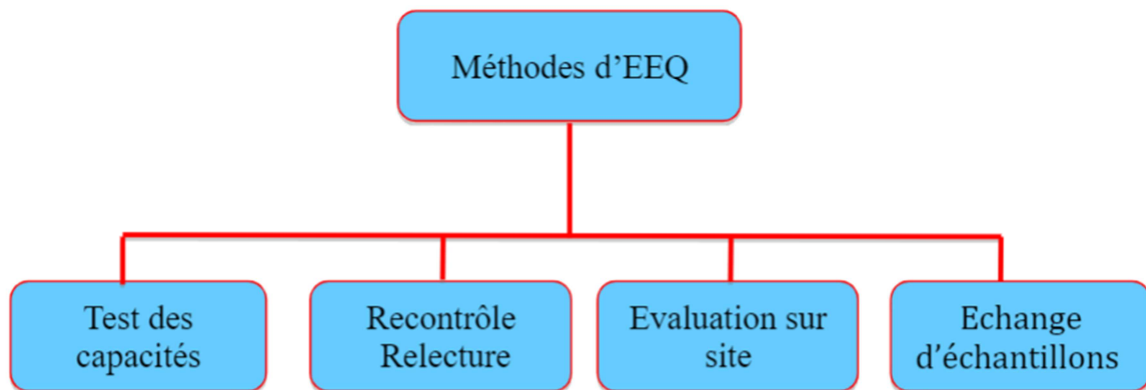 Méthodes d’EEQ
Test des
capacités
Recontrôle
Relecture
Evaluation sur
site
Echange
d’échantillons